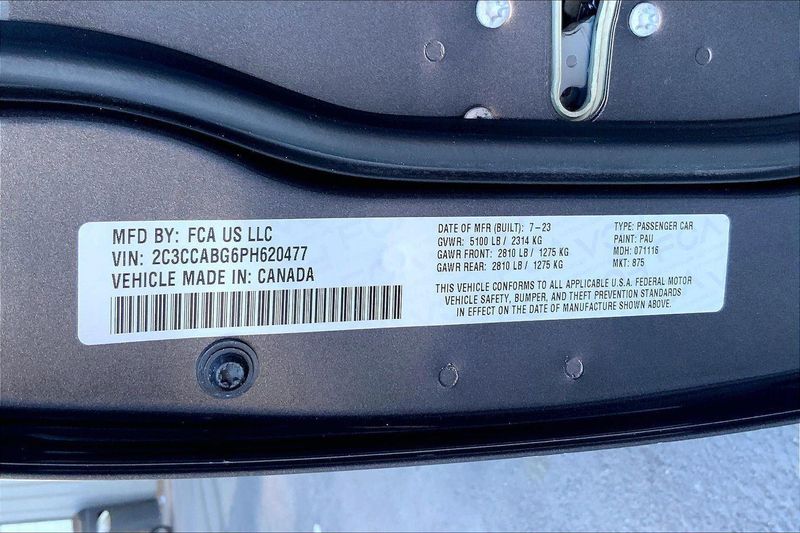 MFD BY: FCA US LLC
VIN: 2C3CCABG6PH620477
VEHICLE MADE IN: CANADA
DATE OF MFR (BUILT): 7-23
GVWR: 5100 LB / 2314 KG
GAWR FRONT: 2810 LB / 1275 KG
GAWR REAR: 2810 LB / 1275 KG
TYPE: PASSENGER CAR
PAINT: PAU
MDH: 071116
MKT: 875
THIS VEHICLE CONFORMS TO ALL APPLICABLE U.S.A. FEDERAL MOTOR
VEHICLE SAFETY, BUMPER, AND THEFT PREVENTION STANDARDS
IN EFFECT ON THE DATE OF MANUFACTURE SHOWN ABOVE.